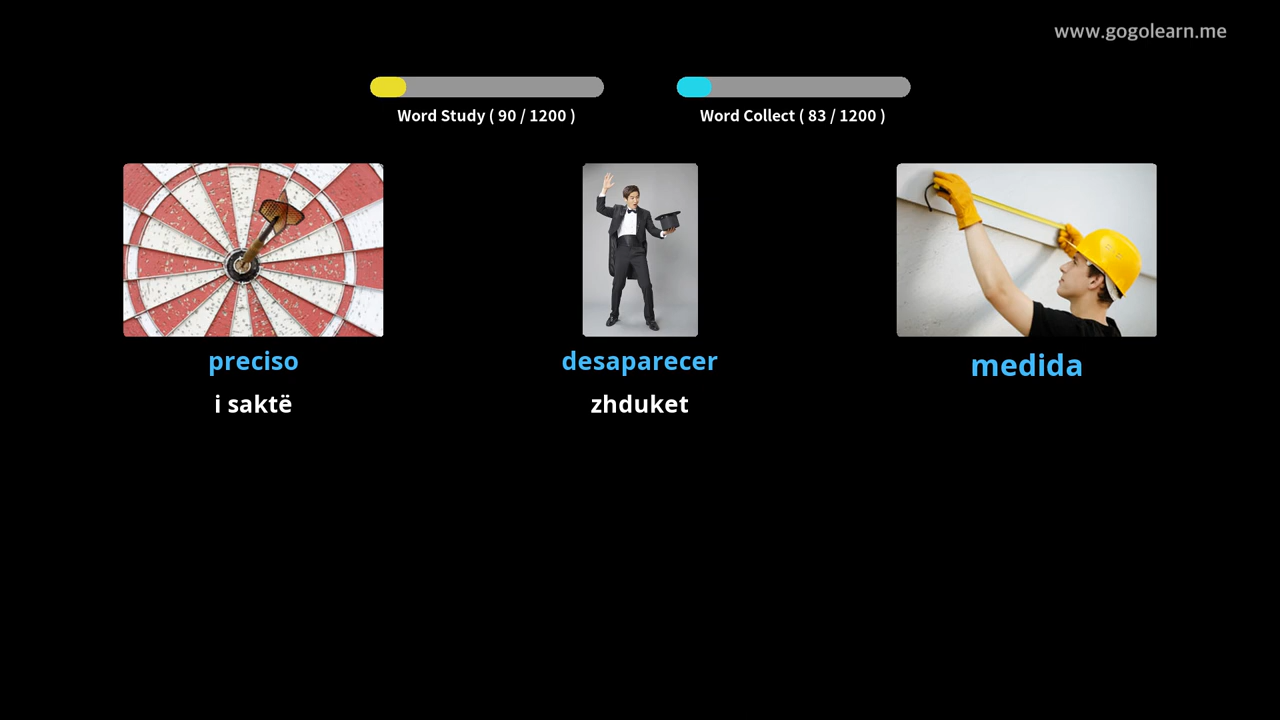 www.gogolearn.me
Word Study ( 90 / 1200 )
Word Collect ( 83 / 1200 )
preciso
i saktë
desaparecer
zhduket
medida